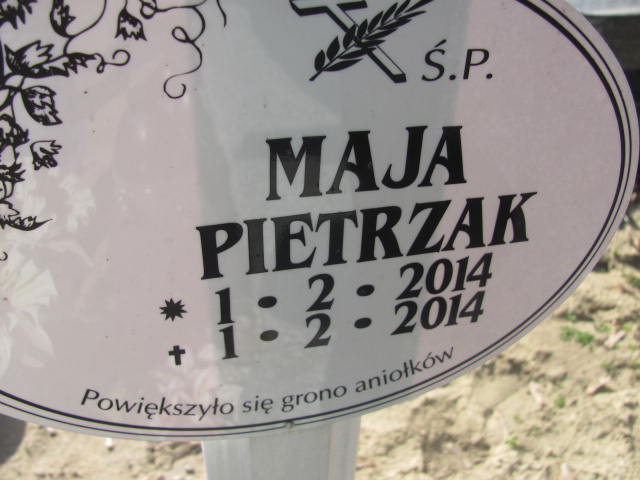 Ś.P.
MAJA
PIETRZAK
1 • 2 • 2014
1 • 2 • 2014
Powiększyło się grono aniołków